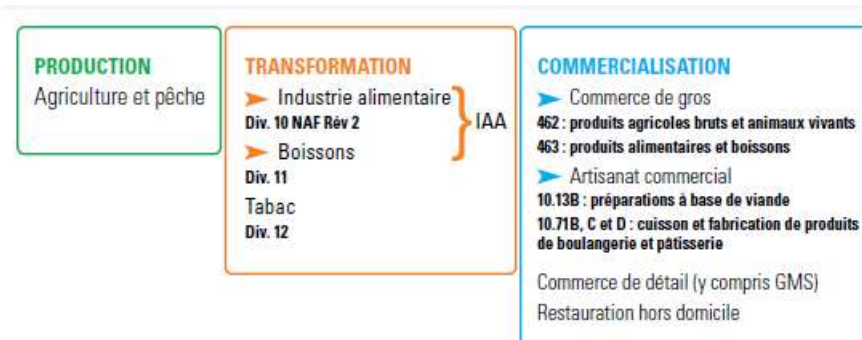 PRODUCTION
Agriculture et pêche
TRANSFORMATION
Industrie alimentaire
Div. 10 NAF Rév 2
Boissons
Div. 11
Tabac
Div. 12
IAA
COMMERCIALISATION
Commerce de gros
462 : produits agricoles bruts et animaux vivants
463 : produits alimentaires et boissons
Artisanat commercial
10.13B : préparations à base de viande
10.71B, C et D : cuisson et fabrication de produits
de boulangerie et pâtisserie
Commerce de détail (y compris GMS)
Restauration hors domicile